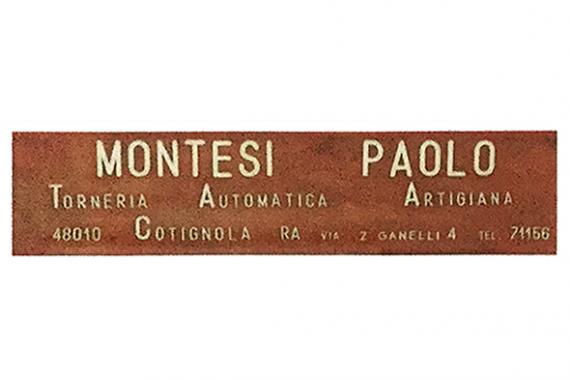 MONTESI PAOLO
TORNERIA AUTOMATICA ARTIGIANA
48010 COTIGNOLA RA VIA Z GANELLI 4 TEL. 71156